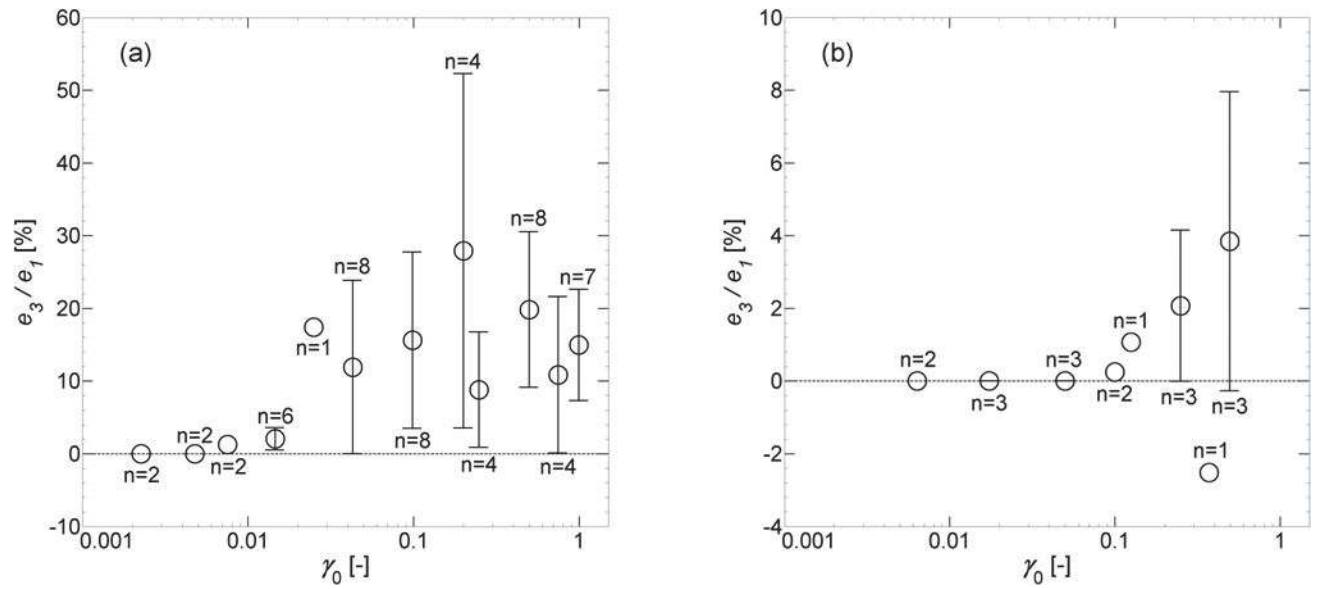 (a)
60
50
40
30
20
10
0
-10
e3 / e1 [%]
n=2
n=2
n=2
n=6
n=1
n=8
n=8
n=4
n=4
n=8
n=4
n=7
0.001
0.01
0.1
1
γ0 [-]
(b)
10
8
6
4
2
0
-2
-4
e3 / e1 [%]
n=2
n=3
n=3
n=2
n=1
n=3
n=1
n=3
0.001
0.01
0.1
1
γ0 [-]